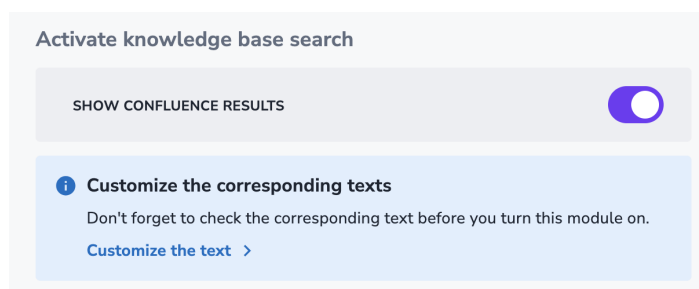 Activate knowledge base search
SHOW CONFLUENCE RESULTS
Customize the corresponding texts
Don't forget to check the corresponding text before you turn this module on.
Customize the text